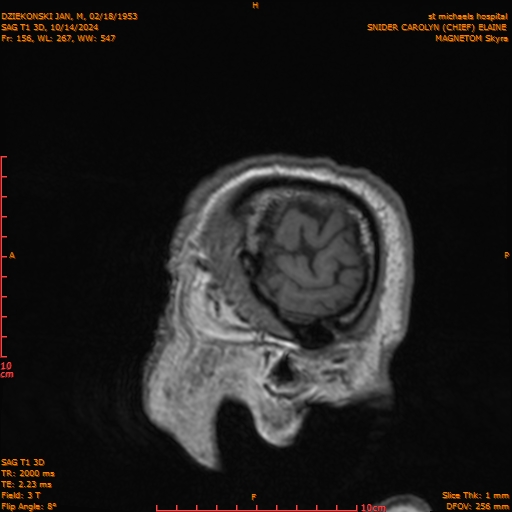 H
DZIEKONSKI JAN, M, 02/18/1953
SAG T1 3D, 10/14/2024
Fr: 156, WL: 267, WW: 547
st michaels hospital
SNIDER CAROLYN (CHIEF) ELAINE
MAGNETOM Skyra
A
P
10
cm
SAG T1 3D
TR: 2000 ms
TE: 2.23 ms
Field: 3 T
Flip Angle: 8°
F
10cm
Slice Thk: 1 mm
DFOV: 256 mm